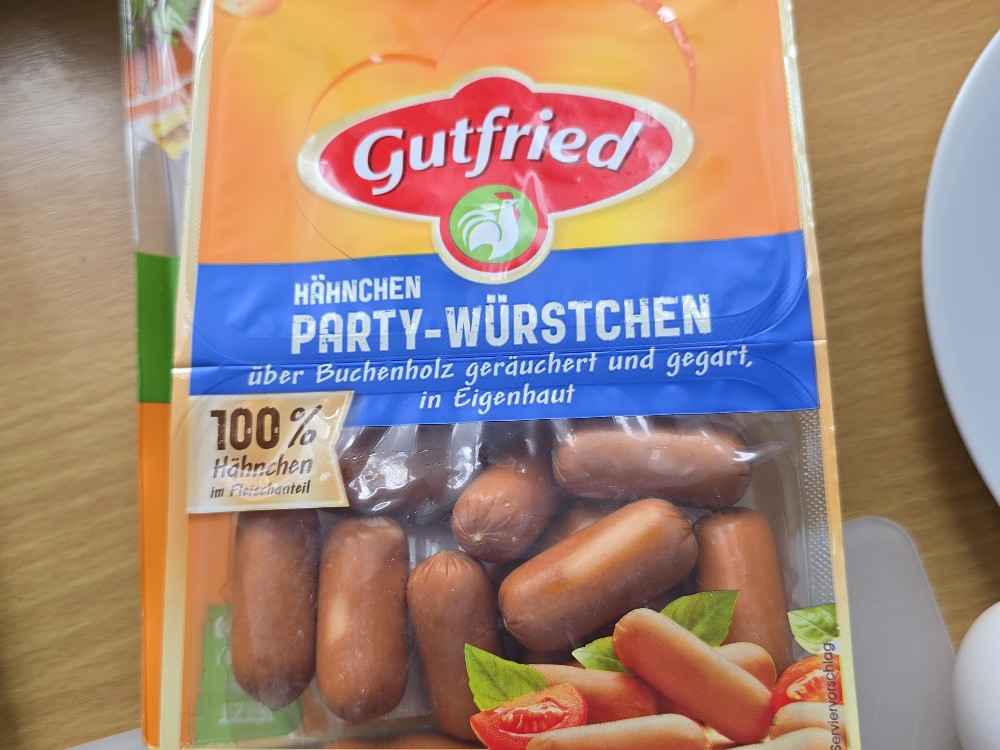 Gutfried
HÄHNCHEN
PARTY-WÜRSTCHEN
über Buchenholz geräuchert und gegart,
in Eigenhaut
100%
Hähnchen
im Fleischanteil
Serviervorschlag